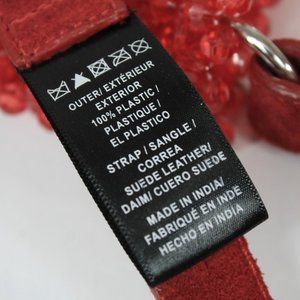 OUTER/EXTÉRIEUR
EXTERIOR
100% PLASTIC/
PLASTIQUE/
EL PLASTICO
STRAP / SANGLE/
CORREA
SUEDE LEATHER/
DAIM/ CUERO SUEDE
MADE IN INDIA/
FABRIQUÉ EN INDE
HECHO EN INDIA